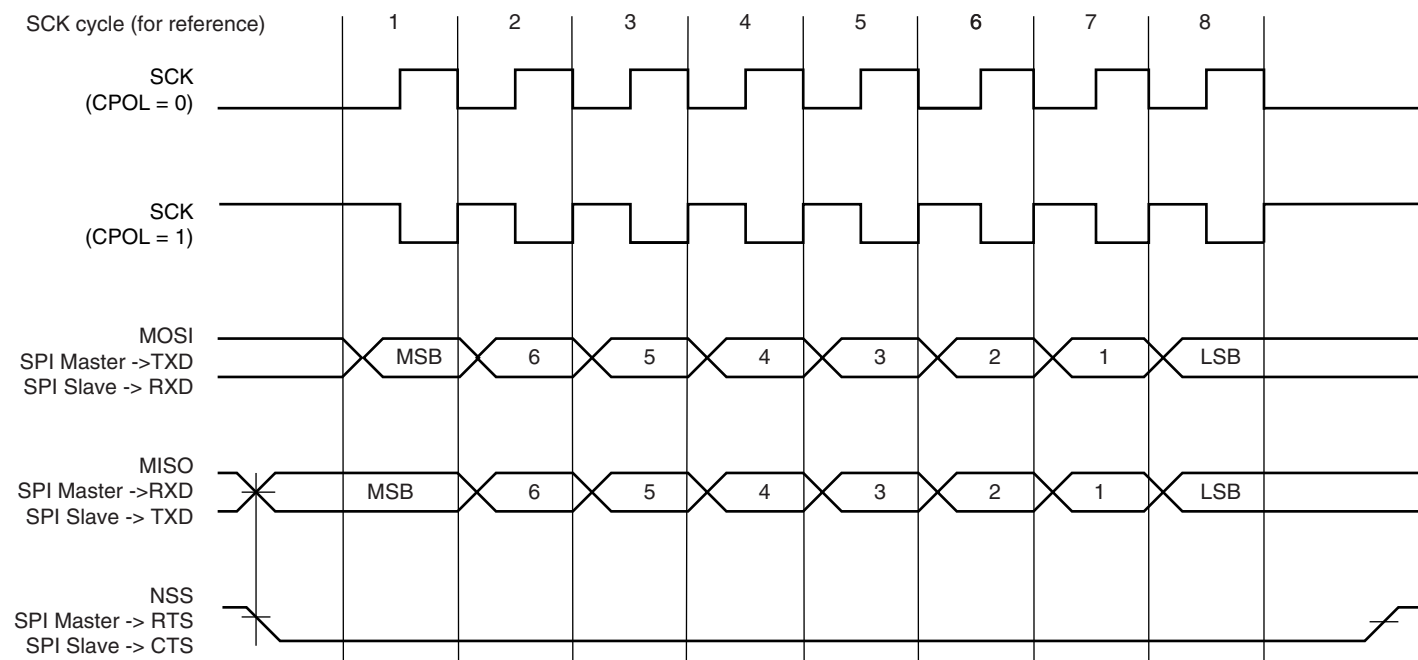 SCK cycle (for reference) 1 2 3 4 5 6 7 8
SCK
(CPOL = 0)
SCK
(CPOL = 1)
MOSI
SPI Master ->TXD
SPI Slave -> RXD
MSB 6 5 4 3 2 1 LSB
MISO
SPI Master ->RXD
SPI Slave -> TXD
MSB 6 5 4 3 2 1 LSB
NSS
SPI Master -> RTS
SPI Slave -> CTS